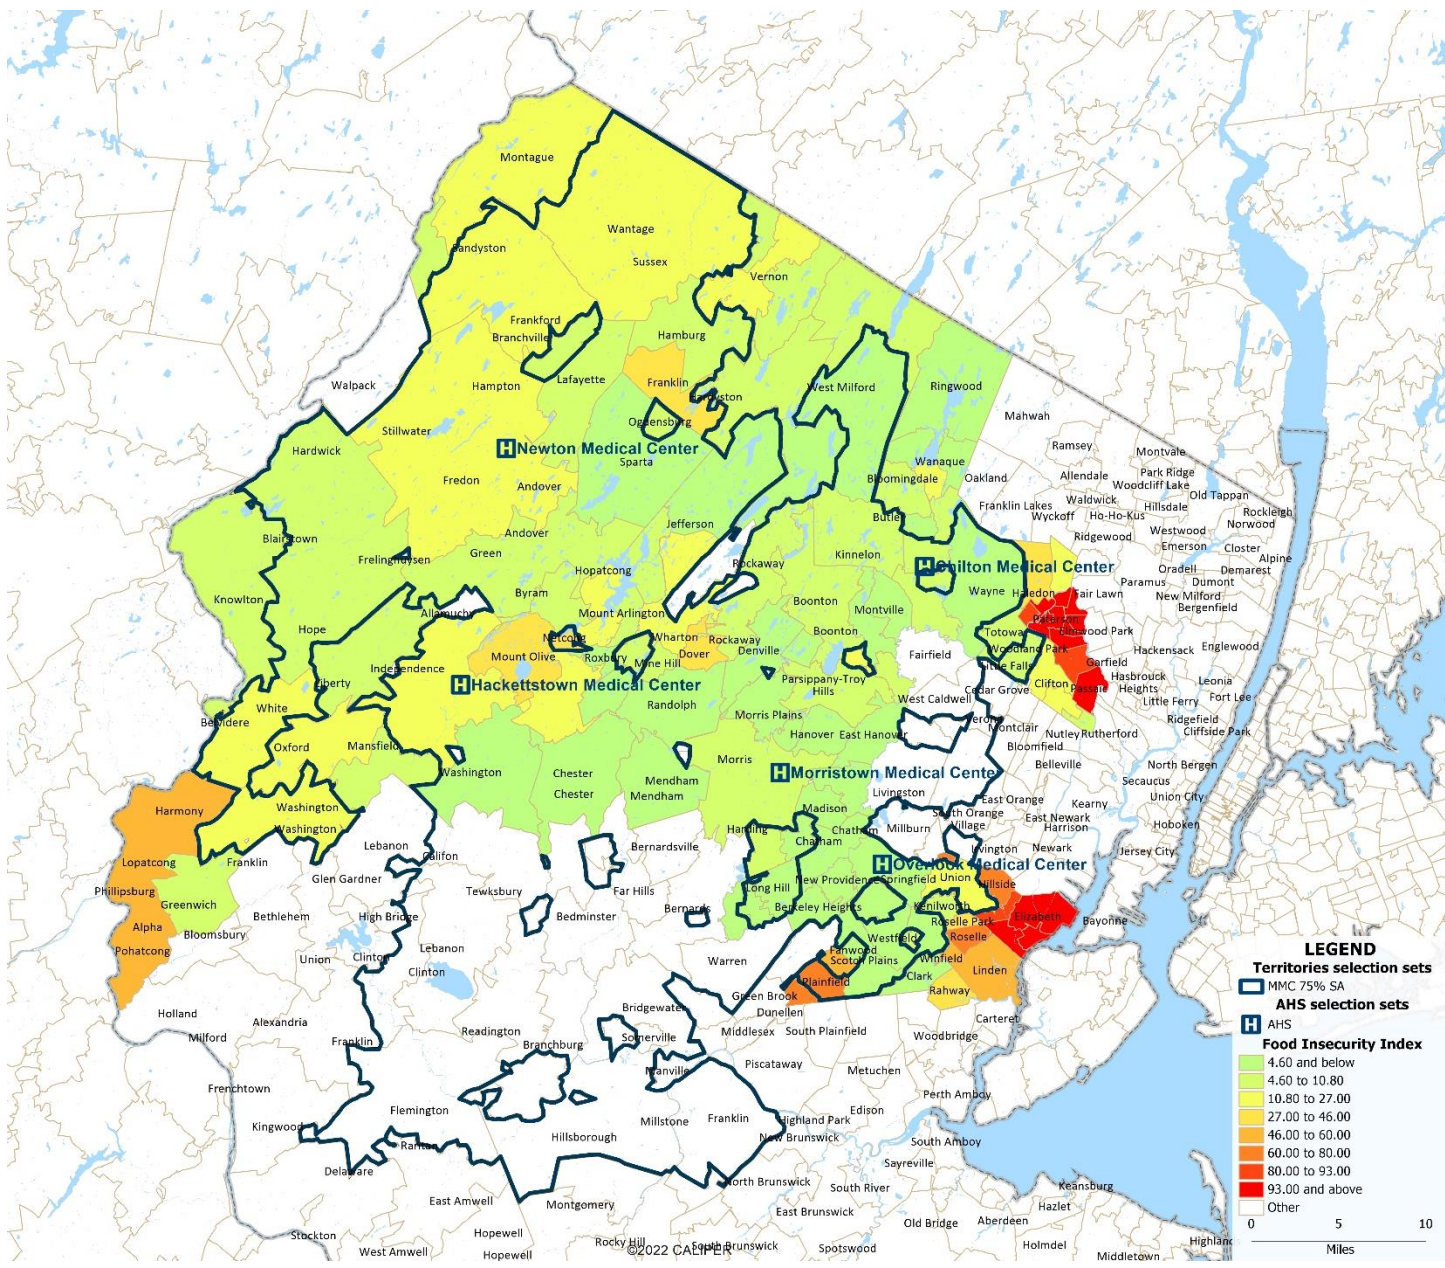 Montague
Wantage
Sandyston
Sussex
Vernon
Frankford
Branchville
Hamburg
Walpack
Hampton
Lafayette
Franklin
West Milford
Ringwood
Hardyston
Mahwah
Ogdensburg
Stillwater
Ramsey
Hardwick
Newton Medical Center
Montvale
Sparta
Wanaque
Allendale
Park Ridge
Woodcliff Lake
Fredon
Bloomingdale
Oakland
Andover
Waldwick
Old Tappan
Franklin Lakes
Hillsdale
Wyckoff
Ho-Ho-Kus
Rockleigh
Butler
Norwood
Jefferson
Andover
Westwood
Blairstown
Ridgewood
Emerson
Closter
Green
Kinnelon
Alpine
Frelinghuysen
Rockaway
Chilton Medical Center
Oradell
Demarest
Hopatcong
Paramus
Dumont
Byram
Wayne
Haledon
Fair Lawn
New Milford
Knowlton
Boonton
Bergenfield
Allamuchy
Mount Arlington
Montville
Paterson
Hope
Boonton
Totowa
Elmwood Park
Netcong
Wharton
Rockaway
Englewood
Woodland Park
Hackensack
Mount Olive
Roxbury
Dover
Denville
Fairfield
Mine Hill
Garfield
Independence
Little Falls
Hasbrouck
Heights
Liberty
Hackettstown Medical Center
Parsippany-Troy
Hills
Clifton
Passaic
Leonia
Cedar Grove
Fort Lee
West Caldwell
Little Ferry
White
Randolph
Morris Plains
Ridgefield
Belvidere
Verona
Montclair
Nutley
Rutherford
Cliffside Park
Oxford
Mansfield
Hanover
East Hanover
Bloomfield
Morris
Belleville
North Bergen
Washington
Chester
Morristown Medical Center
Mendham
Secaucus
Chester
Mendham
Livingston
Union City
Harmony
Washington
Madison
East Orange
Kearny
South Orange
Village
East Newark
Hoboken
Washington
Harding
Chatham
Millburn
Harrison
Lebanon
Bernardsville
Chatham
Irvington
Newark
Jersey City
Lopatcong
Franklin
Califon
Overlook Medical Center
Glen Gardner
Tewksbury
Far Hills
New Providence
Springfield
Union
Phillipsburg
Long Hill
Hillside
Greenwich
Berkeley Heights
Kenilworth
Bethlehem
High Bridge
Bedminster
Bernards
Roselle Park
Elizabeth
Bayonne
Alpha
Bloomsbury
Westfield
Roselle
Pohatcong
Lebanon
Fanwood
Union
Clinton
Warren
Scotch Plains
Winfield
Linden
Clinton
Plainfield
Clark
Green Brook
Rahway
Holland
Bridgewater
Dunellen
Carteret
Alexandria
Milford
Readington
Middlesex
South Plainfield
Franklin
Branchburg
Somerville
Woodbridge
Piscataway
Manville
Metuchen
Frenchtown
Perth Amboy
Flemington
Millstone
Franklin
Edison
Kingwood
Highland Park
Hillsborough
New Brunswick
South Amboy
Raritan
Sayreville
Delaware
North Brunswick
South River
Keansburg
East Amwell
Montgomery
East Brunswick
Hazlet
Old Bridge
Aberdeen
Stockton
Hopewell
Rocky Hill
Highlands
West Amwell
Hopewell
South Brunswick
Spotswood
Holmdel
Middletown
©2022 CALIPER
LEGEND
Territories selection sets
MMC 75% SA
AHS selection sets
H AHS
Food Insecurity Index
4.60 and below
4.60 to 10.80
10.80 to 27.00
27.00 to 46.00
46.00 to 60.00
60.00 to 80.00
80.00 to 93.00
93.00 and above
Other
0 5 10
Miles